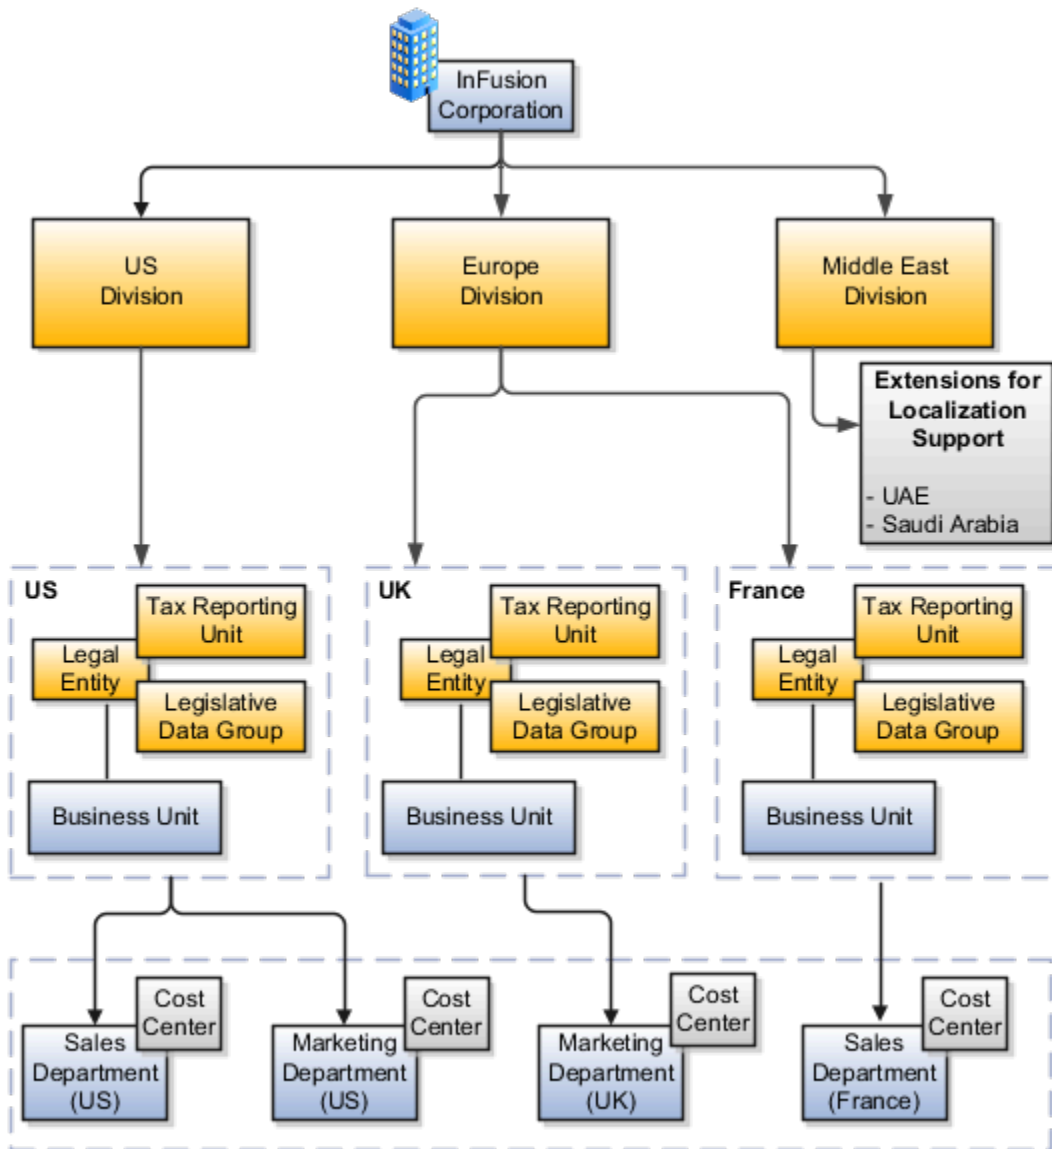 InFusion
Corporation
US
Division
Europe
Division
Middle East
Division
Extensions for
Localization
Support
- UAE
- Saudi Arabia
US
Tax Reporting
Unit
Legal
Entity
Legislative
Data Group
Business Unit
UK
Tax Reporting
Unit
Legal
Entity
Legislative
Data Group
Business Unit
France
Tax Reporting
Unit
Legal
Entity
Legislative
Data Group
Business Unit
Cost
Center
Sales
Department
(US)
Cost
Center
Marketing
Department
(US)
Cost
Center
Marketing
Department
(UK)
Cost
Center
Sales
Department
(France)